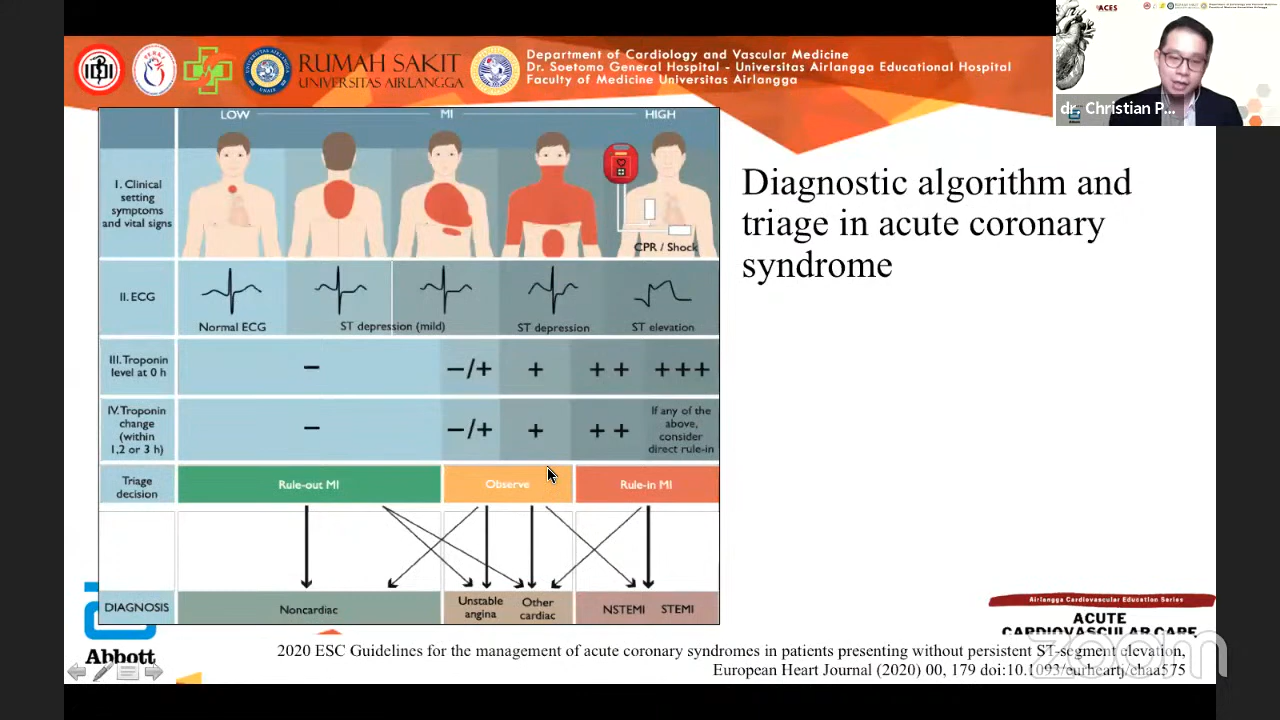 RUMAH SAKIT
UNIVERSITAS AIRLANGGA
Department of Cardiology and Vascular Medicine
Dr. Soetomo General Hospital - Universitas Airlangga Educational Hospital
Faculty of Medicine Universitas Airlangga
ACES
dr. Christian P...
LOW MI HIGH
I. Clinical
setting
symptoms
and vital signs
CPR / Shock
II. ECG
Normal ECG
ST depression (mild)
ST depression
ST elevation
III. Troponin
level at 0 h
− −/+ + + + +++
IV. Troponin
change
(within
1,2 or 3 h)
− −/+ + + +
If any of the
above,
consider
direct rule-in
Triage
decision
Rule-out MI
Observe
Rule-in MI
DIAGNOSIS
Noncardiac
Unstable
angina
Other
cardiac
NSTEMI
STEMI
Diagnostic algorithm and
triage in acute coronary
syndrome
Abbott
Airlangga Cardiovascular Education Series
ACUTE
CARDIOVASCULAR CARE
zoom
2020 ESC Guidelines for the management of acute coronary syndromes in patients presenting without persistent ST-segment elevation,
European Heart Journal (2020) 00, 179 doi:10.1093/eurheartj/ehaa575